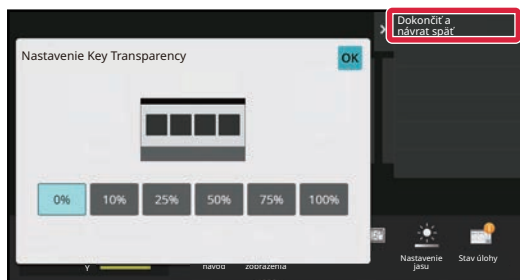 Dokončiť a
návrat späť
Nastavenie Key Transparency
OK
0%
10%
25%
50%
75%
100%
Y
návod
zobrazenia
Nastavenie
jasu
Stav úlohy